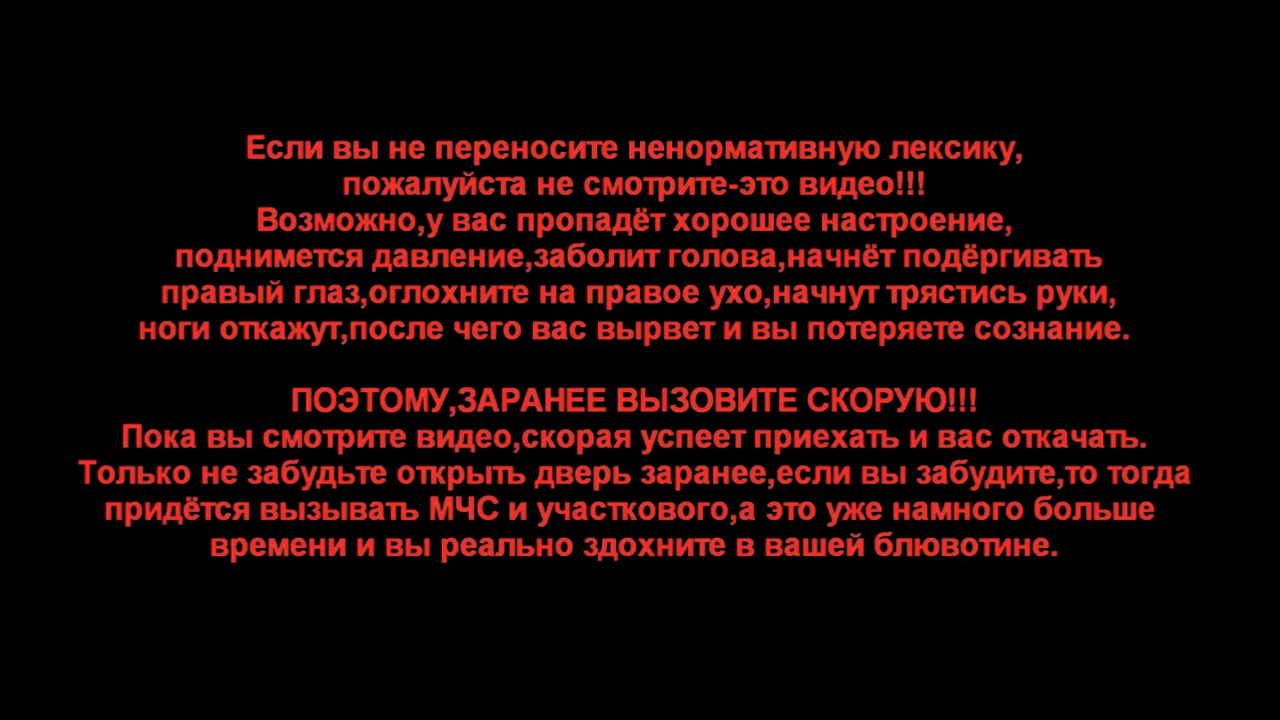 Если вы не переносите ненормативную лексику,
пожалуйста не смотрите-это видео!!!
Возможно,у вас пропадёт хорошее настроение,
поднимется давление,заболит голова,начнёт подёргивать
правый глаз,оглохните на правое ухо,начнут трястись руки,
ноги откажут,после чего вас вырвет и вы потеряете сознание.
ПОЭТОМУ,ЗАРАНЕЕ ВЫЗОВИТЕ СКОРУЮ!!!
Пока вы смотрите видео,скорая успеет приехать и вас откачать.
Только не забудьте открыть дверь заранее,если вы забудите,то тогда
придётся вызывать МЧС и участкового,а это уже намного больше
времени и вы реально здохните в вашей блювотине.